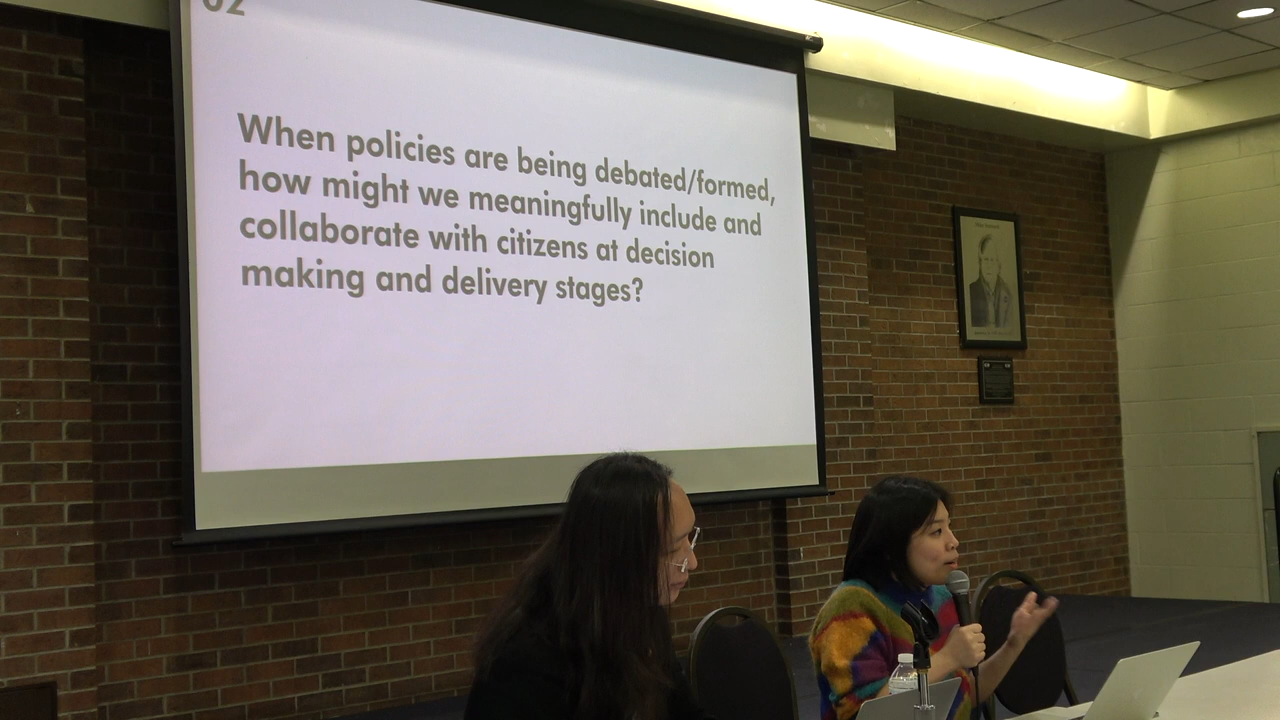 02
When policies are being debated/formed,
how might we meaningfully include and
collaborate with citizens at decision
making and delivery stages?